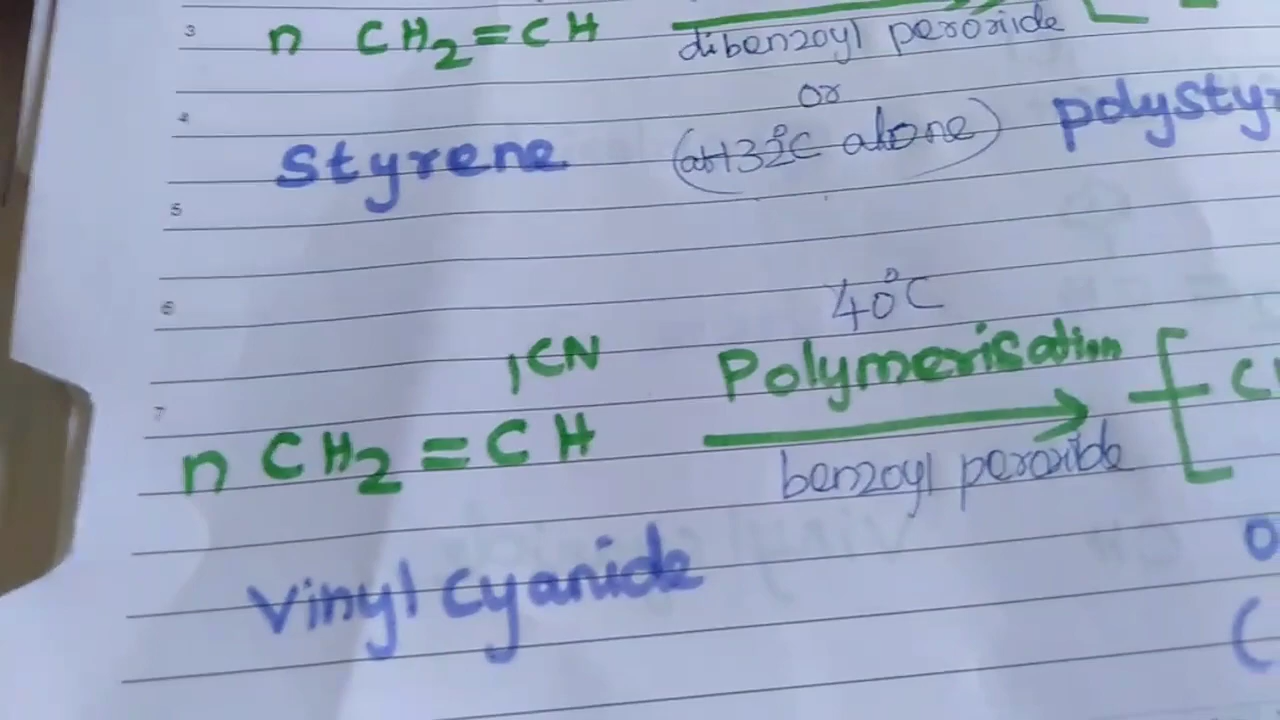 3
n CH₂=CH
dibenzoyl peroxide
or
4
styrene (at 132°C alone) polysty
5
6
40°C
CN Polymerisation
7
n CH₂=CH benzoyl peroxide
Vinyl Cyanide